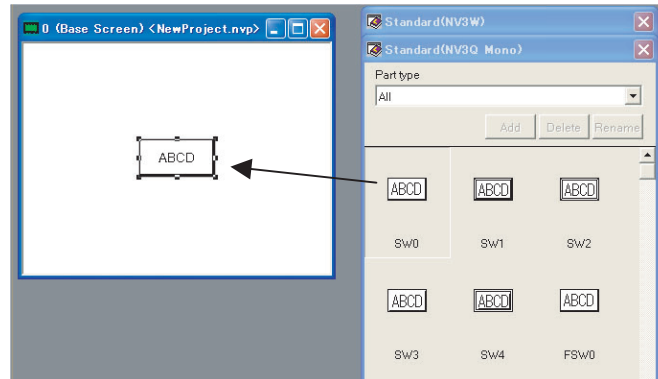 0 (Base Screen) <NewProject.nvp>
ABCD
Standard(NV3W)
Standard(NV3Q Mono)
Part type
All
Add Delete Rename
ABCD ABCD ABCD
SW0 SW1 SW2
ABCD ABCD ABCD
SW3 SW4 FSW0